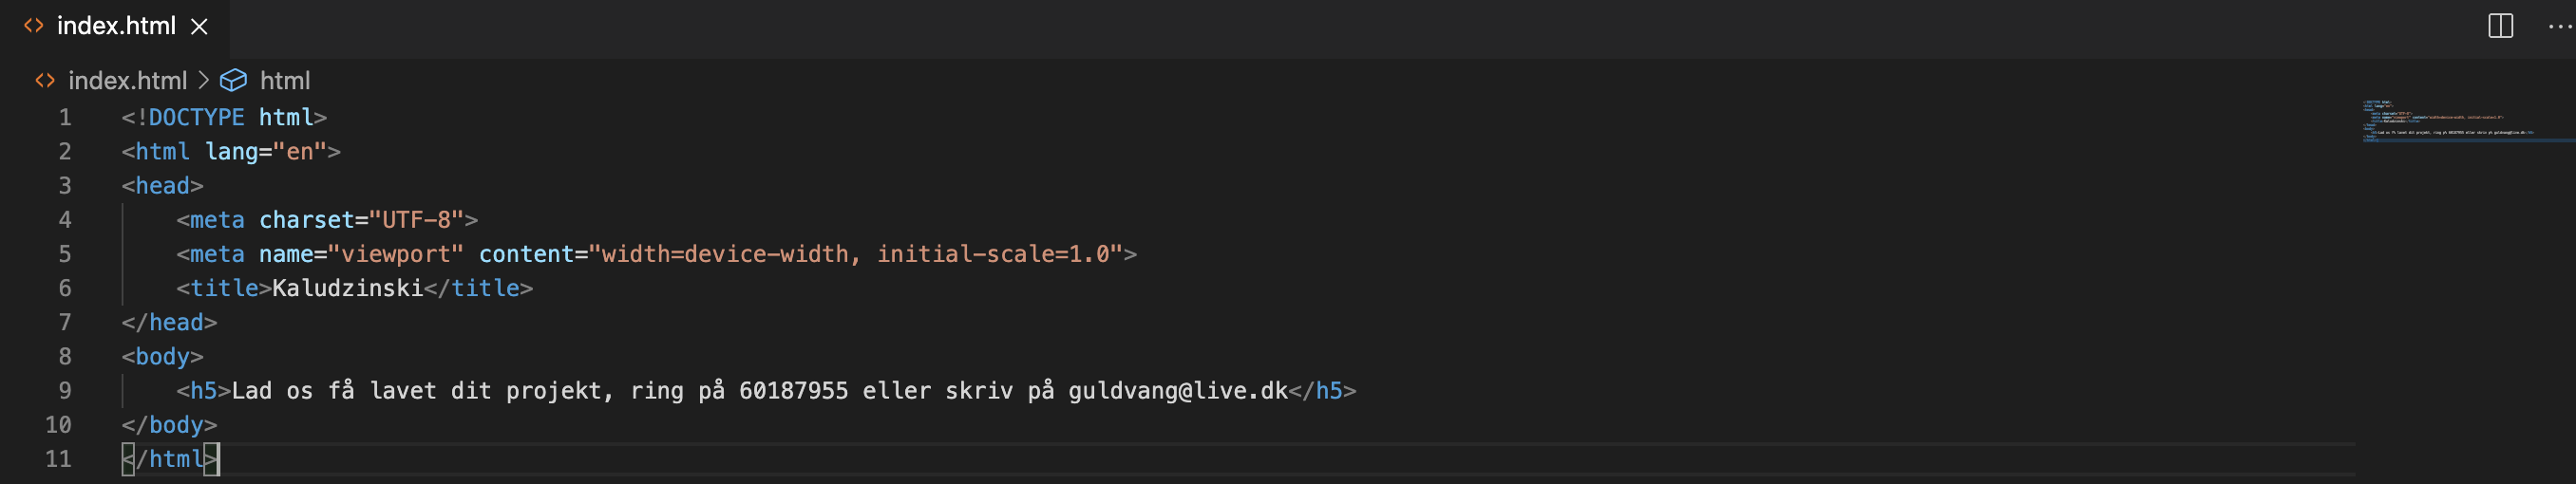 index.html
index.html > html
1 <!DOCTYPE html>
2 <html lang="en">
3 <head>
4     <meta charset="UTF-8">
5     <meta name="viewport" content="width=device-width, initial-scale=1.0">
6     <title>Kaludzinski</title>
7 </head>
8 <body>
9     <h5>Lad os få lavet dit projekt, ring på 60187955 eller skriv på guldvang@live.dk</h5>
10 </body>
11 </html>